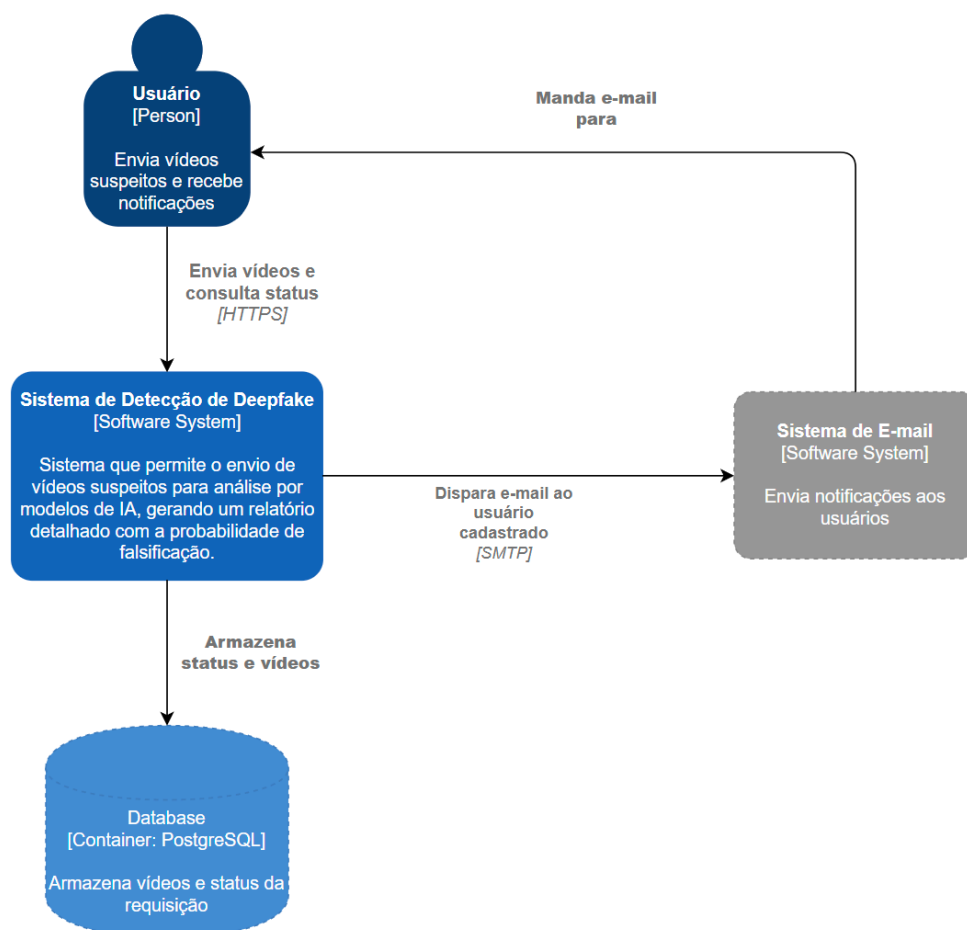 Usuário
[Person]
Envia vídeos
suspeitos e recebe
notificações
Manda e-mail
para
Envia vídeos e
consulta status
[HTTPS]
Sistema de Detecção de Deepfake
[Software System]
Sistema que permite o envio de
vídeos suspeitos para análise por
modelos de IA, gerando um relatório
detalhado com a probabilidade de
falsificação.
Dispara e-mail ao
usuário
cadastrado
[SMTP]
Sistema de E-mail
[Software System]
Envia notificações aos
usuários
Armazena
status e vídeos
Database
[Container: PostgreSQL]
Armazena vídeos e status da
requisição